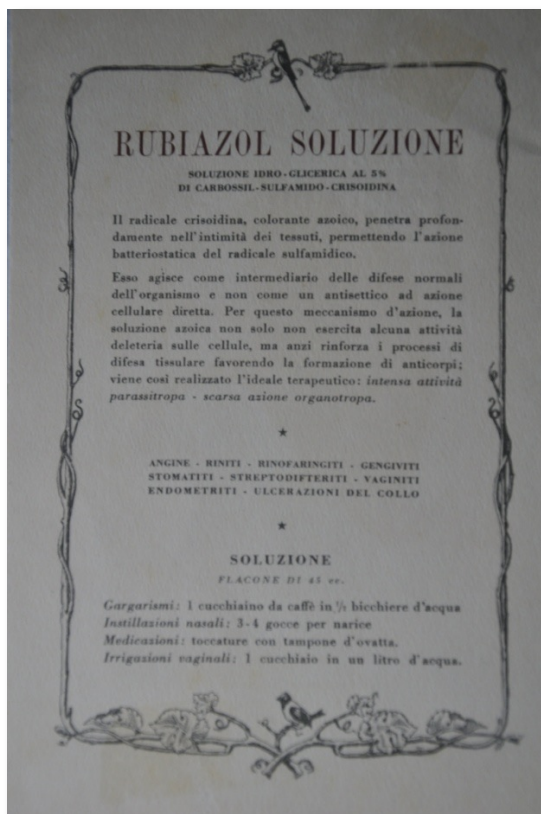 RUBIAZOL SOLUZIONE
SOLUZIONE IDRO-GLICERICA AL 5%
DI CARBOSSIL-SULFAMIDO-CRISOIDINA
Il radicale crisoidina, colorante azoico, penetra profon-
damente nell'intimità dei tessuti, permettendo l'azione
batteriostatica del radicale sulfamidico.
Esso agisce come intermediario delle difese normali
dell'organismo e non come un antisettico ad azione
cellulare diretta. Per questo meccanismo d'azione, la
soluzione azoica non solo non esercita alcuna attività
deleteria sulle cellule, ma anzi rinforza i processi di
difesa tissulare favorendo la formazione di anticorpi;
viene così realizzato l'ideale terapeutico: intensa attività
parassitropa - scarsa azione organotropa.
ANGINE - RINITI - RINOFARINGITI - GENGIVITI
STOMATITI - STREPTODIFTERITI - VAGINITI
ENDOMETRITI - ULCERAZIONI DEL COLLO
SOLUZIONE
FLACONE DI 45 cc.
Gargarismi: 1 cucchiaino da caffè in ½ bicchiere d'acqua
Instillazioni nasali: 3-4 gocce per narice
Medicazioni: toccature con tampone d'ovatta.
Irrigazioni vaginali: 1 cucchiaio in un litro d'acqua.